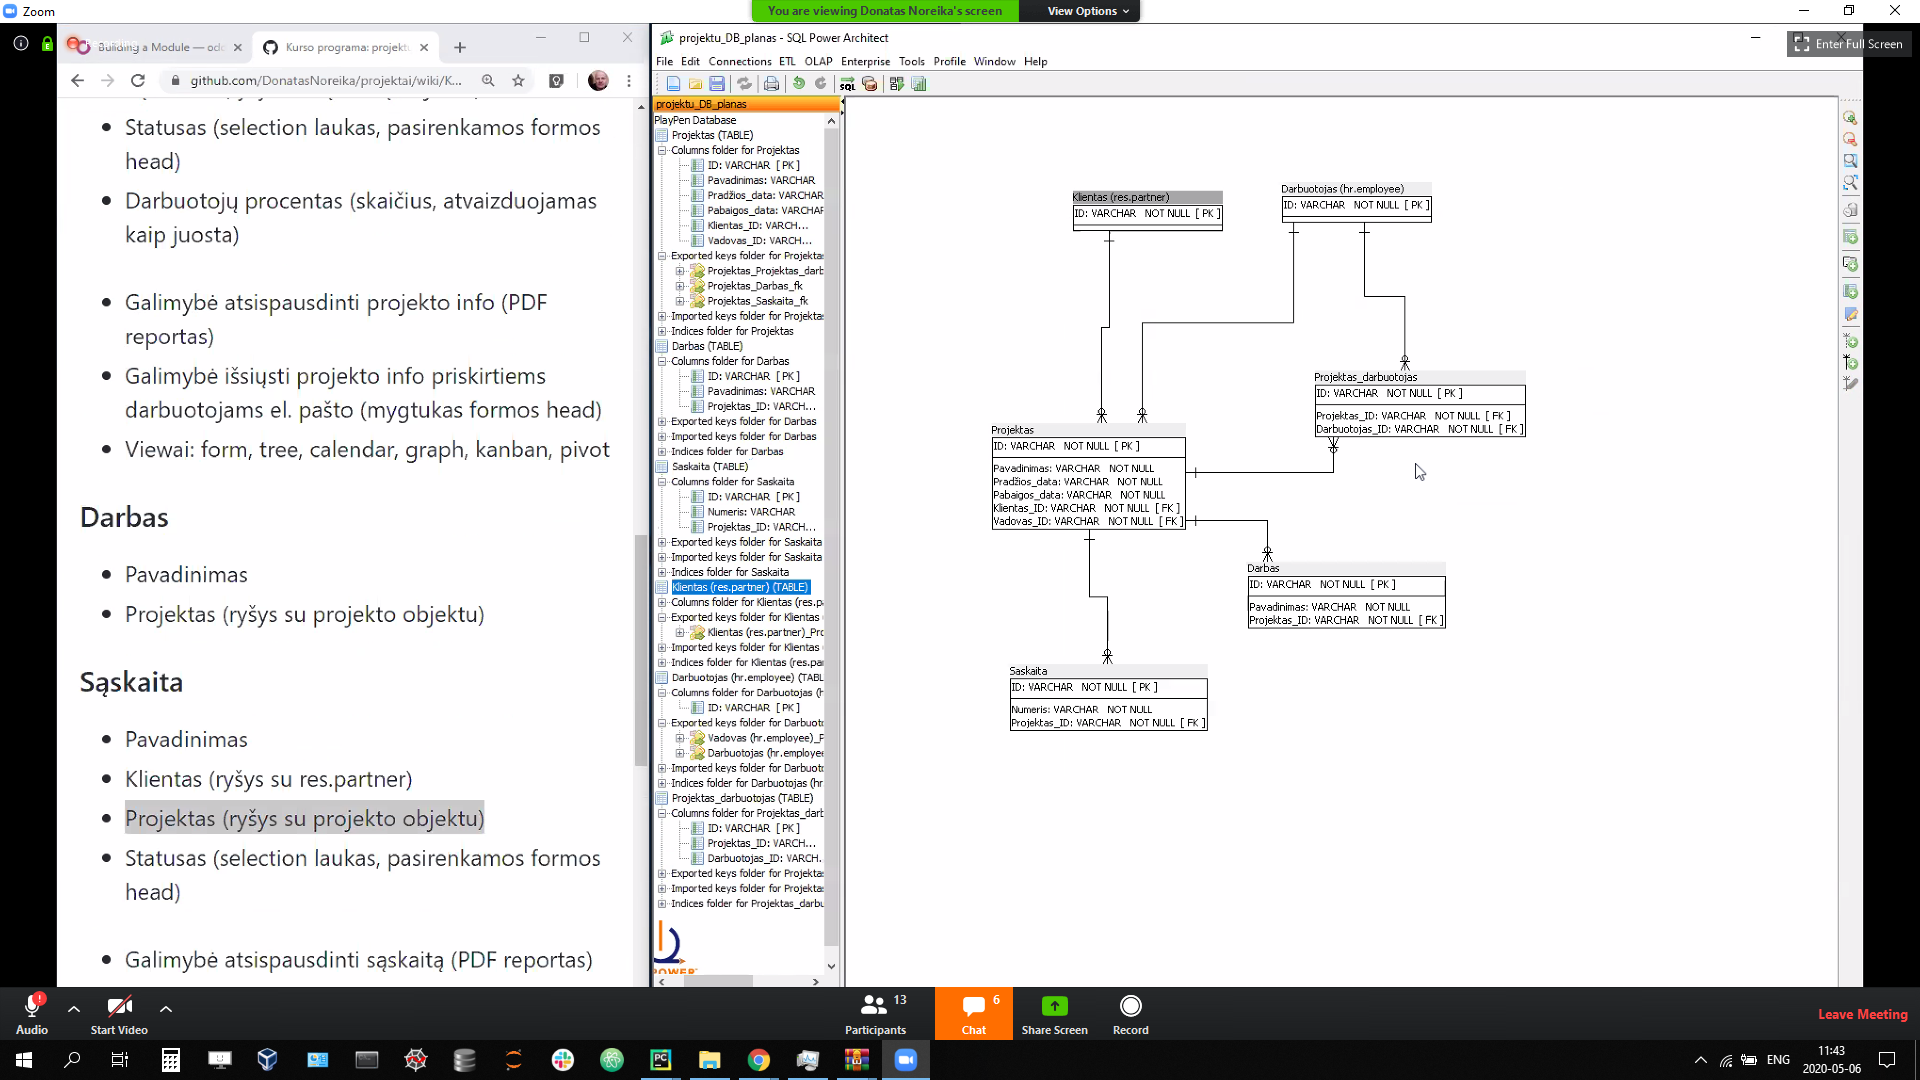 Zoom
You are viewing Donatas Noreika's screen
View Options
Enter Full Screen
Building a Module — od
Kurso programa: projektu
github.com/DonatasNoreika/projektai/wiki/K...
Statusas (selection laukas, pasirenkamos formos
head)
Darbuotojų procentas (skaičius, atvaizduojamas
kaip juosta)
Galimybė atsispausdinti projekto info (PDF
reportas)
Galimybė išsiųsti projekto info priskirtiems
darbuotojams el. pašto (mygtukas formos head)
Viewai: form, tree, calendar, graph, kanban, pivot
Darbas
Pavadinimas
Projektas (ryšys su projekto objektu)
Sąskaita
Pavadinimas
Klientas (ryšys su res.partner)
Projektas (ryšys su projekto objektu)
Statusas (selection laukas, pasirenkamos formos
head)
Galimybė atsispausdinti sąskaitą (PDF reportas)
projektu_DB_planas - SQL Power Architect
File Edit Connections ETL OLAP Enterprise Tools Profile Window Help
SQL
projektu_DB_planas
PlayPen Database
Projektas (TABLE)
Columns folder for Projektas
ID: VARCHAR [ PK ]
Pavadinimas: VARCHAR
Pradžios_data: VARCHAR
Pabaigos_data: VARCHAR
Klientas_ID: VARCH...
Vadovas_ID: VARCH...
Exported keys folder for Projektas
Projektas_Projektas_darb
Projektas_Darbas_fk
Projektas_Saskaita_fk
Imported keys folder for Projektas
Indices folder for Projektas
Darbas (TABLE)
Columns folder for Darbas
ID: VARCHAR [ PK ]
Pavadinimas: VARCHAR
Projektas_ID: VARCH...
Exported keys folder for Darbas
Imported keys folder for Darbas
Indices folder for Darbas
Saskaita (TABLE)
Columns folder for Saskaita
ID: VARCHAR [ PK ]
Numeris: VARCHAR
Projektas_ID: VARCH...
Exported keys folder for Saskaita
Imported keys folder for Saskaita
Indices folder for Saskaita
Klientas (res.partner) (TABLE)
Columns folder for Klientas (res.pa
Exported keys folder for Klientas
Klientas (res.partner)_Pro
Imported keys folder for Klientas
Indices folder for Klientas (res.pa
Darbuotojas (hr.employee) (TABL
Columns folder for Darbuotojas (h
ID: VARCHAR [ PK ]
Exported keys folder for Darbuot
Vadovas (hr.employee)_P
Darbuotojas (hr.employee
Imported keys folder for Darbuot
Indices folder for Darbuotojas (hr
Projektas_darbuotojas (TABLE)
Columns folder for Projektas_darb
ID: VARCHAR [ PK ]
Projektas_ID: VARCH...
Darbuotojas_ID: VARCH.
Exported keys folder for Projekta
Imported keys folder for Projekta
Indices folder for Projektas_darbu
POWER
Klientas (res.partner)
ID: VARCHAR NOT NULL [ PK ]
Darbuotojas (hr.employee)
ID: VARCHAR NOT NULL [ PK ]
Projektas_darbuotojas
ID: VARCHAR NOT NULL [ PK ]
Projektas_ID: VARCHAR NOT NULL [ FK ]
Darbuotojas_ID: VARCHAR NOT NULL [ FK ]
Projektas
ID: VARCHAR NOT NULL [ PK ]
Pavadinimas: VARCHAR NOT NULL
Pradžios_data: VARCHAR NOT NULL
Pabaigos_data: VARCHAR NOT NULL
Klientas_ID: VARCHAR NOT NULL [ FK ]
Vadovas_ID: VARCHAR NOT NULL [ FK ]
Darbas
ID: VARCHAR NOT NULL [ PK ]
Pavadinimas: VARCHAR NOT NULL
Projektas_ID: VARCHAR NOT NULL [ FK ]
Saskaita
ID: VARCHAR NOT NULL [ PK ]
Numeris: VARCHAR NOT NULL
Projektas_ID: VARCHAR NOT NULL [ FK ]
Audio
Start Video
Participants 13
Chat 6
Share Screen
Record
Leave Meeting
PC
ENG
11:43
2020-05-06